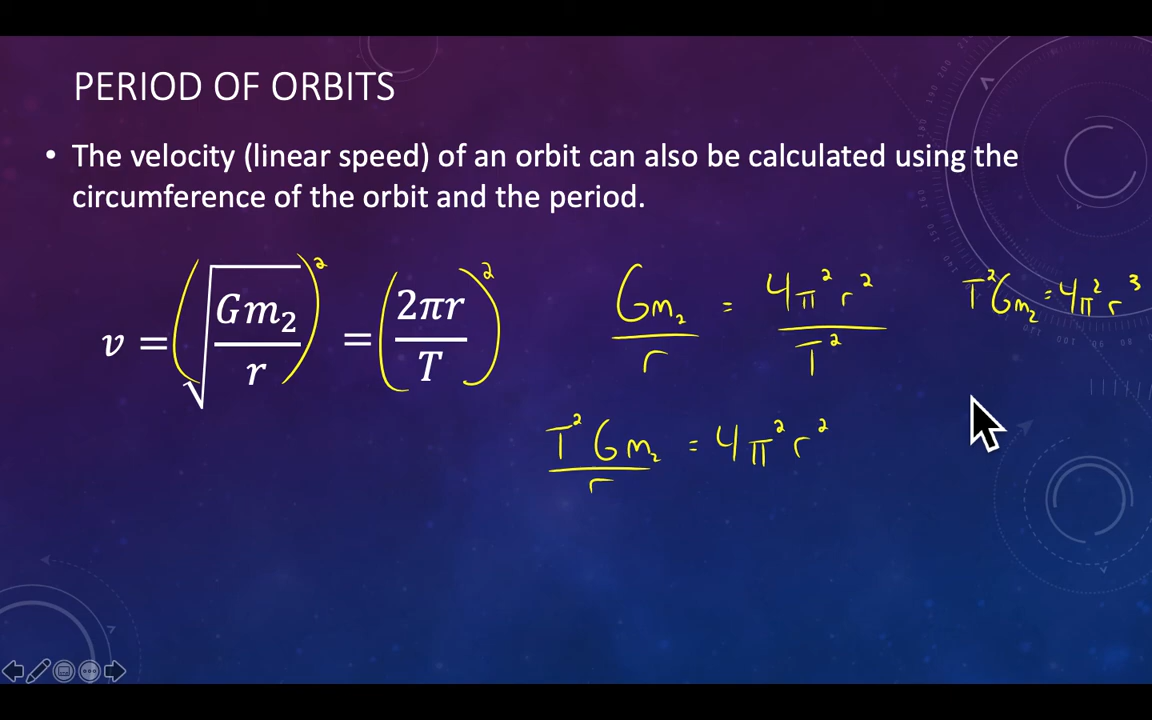 PERIOD OF ORBITS
• The velocity (linear speed) of an orbit can also be calculated using the
circumference of the orbit and the period.
v = (√(Gm₂/r))² = (2πr/T)²
Gm₂/r = 4π²r²/T²
T²Gm₂ = 4π²r³
T²Gm₂/r = 4π²r²